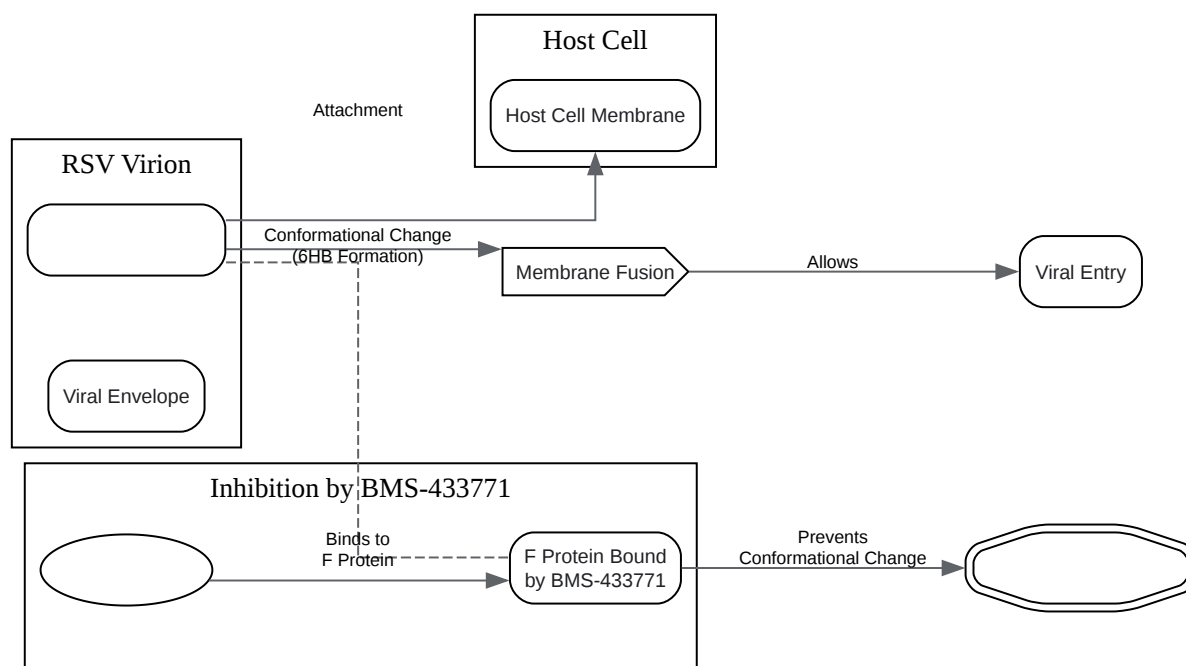 Host Cell
Host Cell Membrane
Attachment
RSV Virion
Conformational Change
(6HB Formation)
Membrane Fusion
Allows
Viral Entry
Viral Envelope
Inhibition by BMS-433771
Binds to
F Protein
F Protein Bound
by BMS-433771
Prevents
Conformational Change